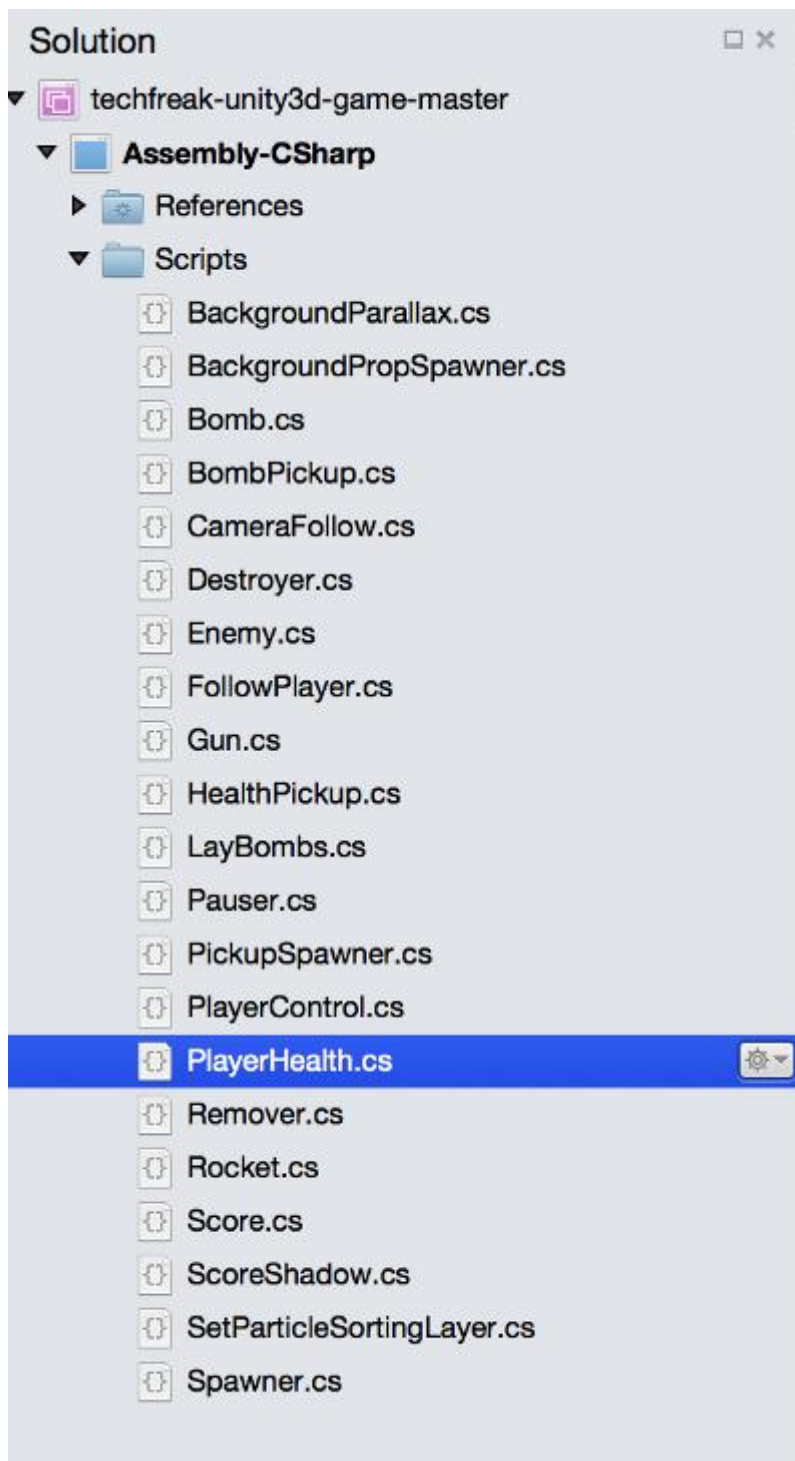 Solution
techfreak-unity3d-game-master
Assembly-CSharp
References
Scripts
BackgroundParallax.cs
BackgroundPropSpawner.cs
Bomb.cs
BombPickup.cs
CameraFollow.cs
Destroyer.cs
Enemy.cs
FollowPlayer.cs
Gun.cs
HealthPickup.cs
LayBombs.cs
Pauser.cs
PickupSpawner.cs
PlayerControl.cs
PlayerHealth.cs
Remover.cs
Rocket.cs
Score.cs
ScoreShadow.cs
SetParticleSortingLayer.cs
Spawner.cs